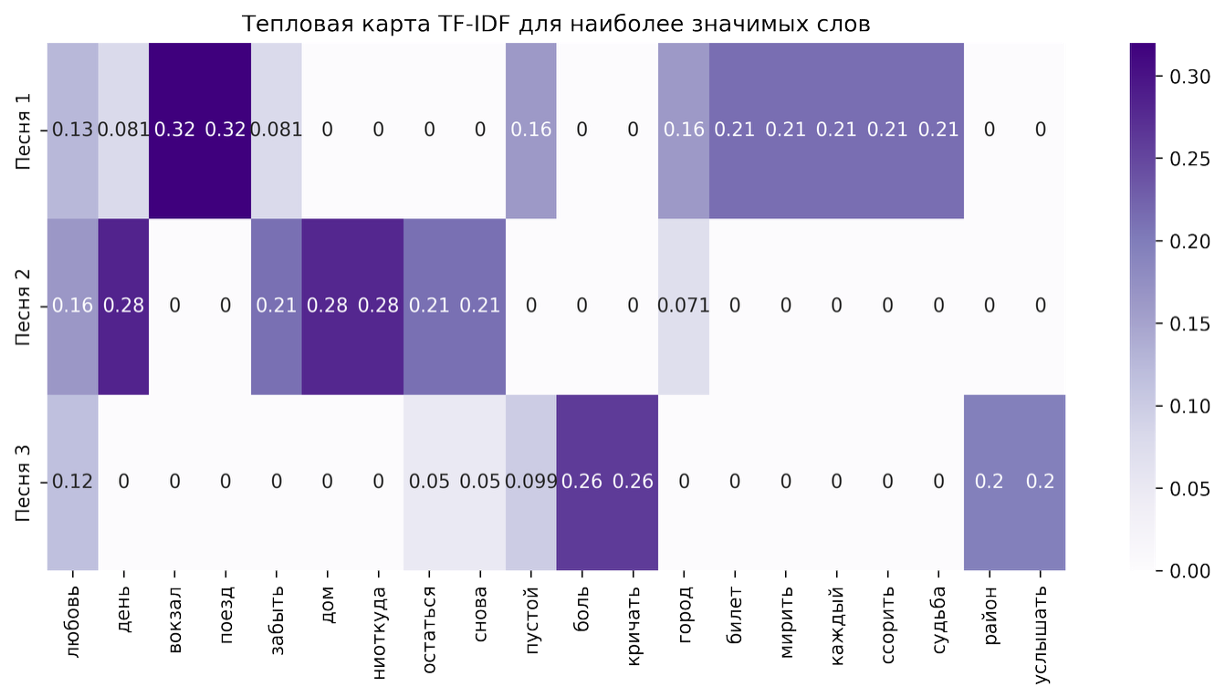 Тепловая карта TF-IDF для наиболее значимых слов
Песня 1
0.13 0.081 0.32 0.32 0.081 0 0 0 0 0.16 0 0 0.16 0.21 0.21 0.21 0.21 0.21 0 0
Песня 2
0.16 0.28 0 0 0.21 0.28 0.28 0.21 0.21 0 0 0 0.071 0 0 0 0 0 0 0
Песня 3
0.12 0 0 0 0 0 0 0.05 0.05 0.099 0.26 0.26 0 0 0 0 0 0 0.2 0.2
любовь
день
вокзал
поезд
забыть
дом
ниоткуда
остаться
снова
пустой
боль
кричать
город
билет
мирить
каждый
ссорить
судьба
район
услышать
0.30
0.25
0.20
0.15
0.10
0.05
0.00